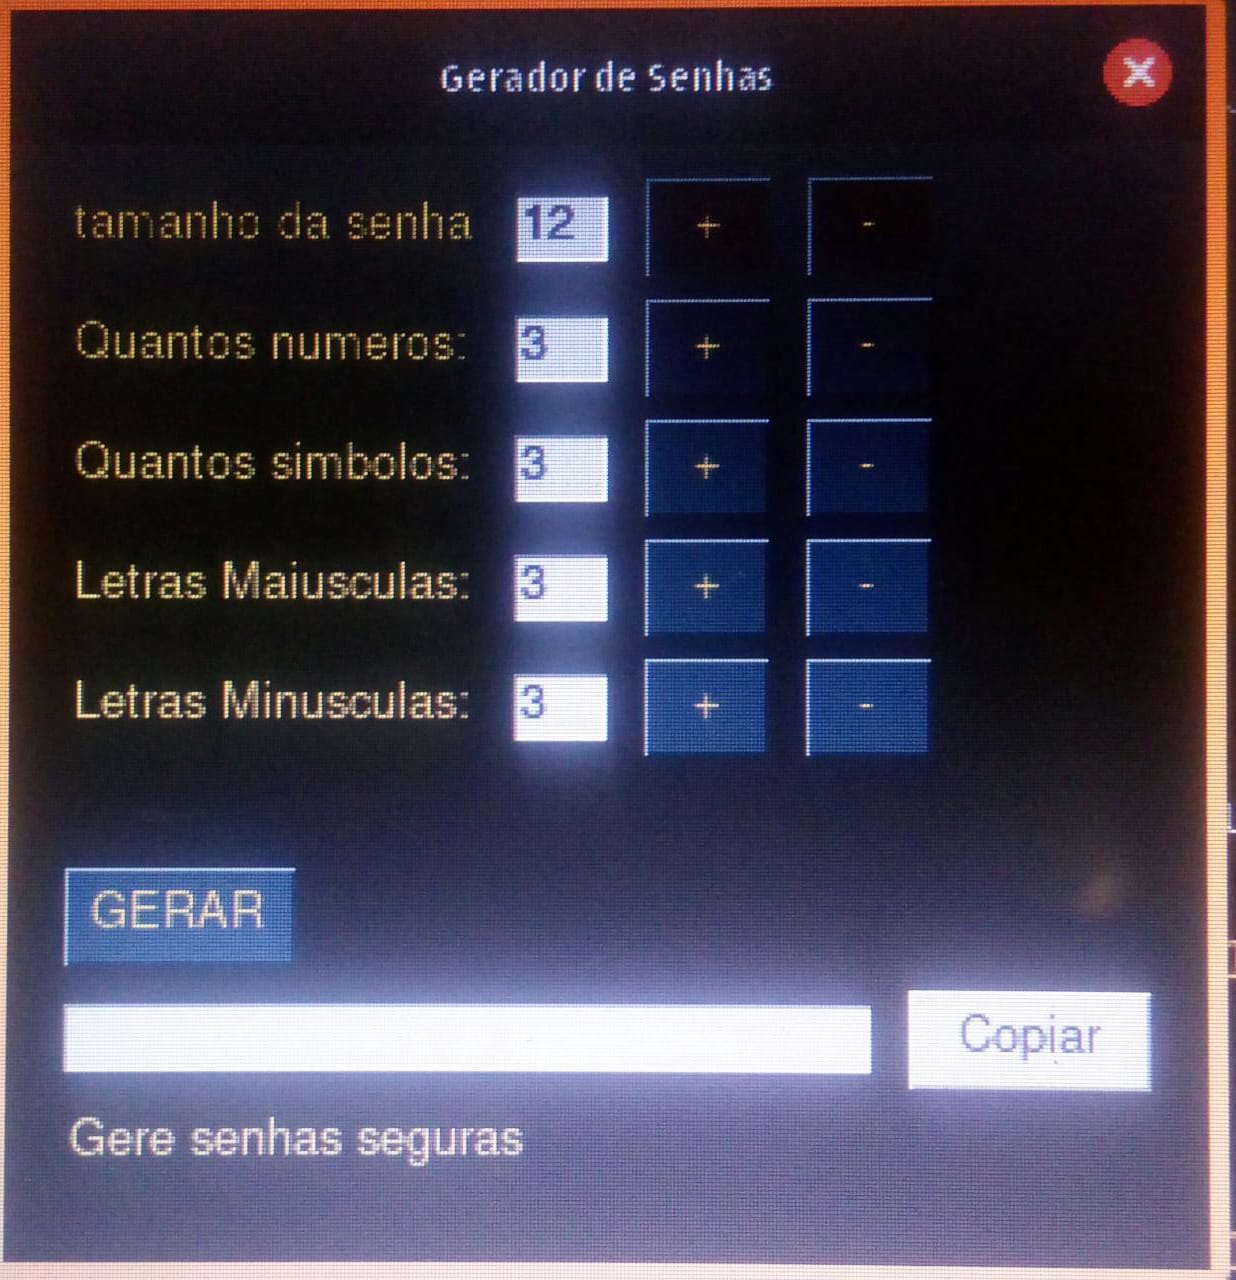 Gerador de Senhas
tamanho da senha 12 + -
Quantos numeros: 3 + -
Quantos simbolos: 3 + -
Letras Maiusculas: 3 + -
Letras Minusculas: 3 + -
GERAR
Copiar
Gere senhas seguras